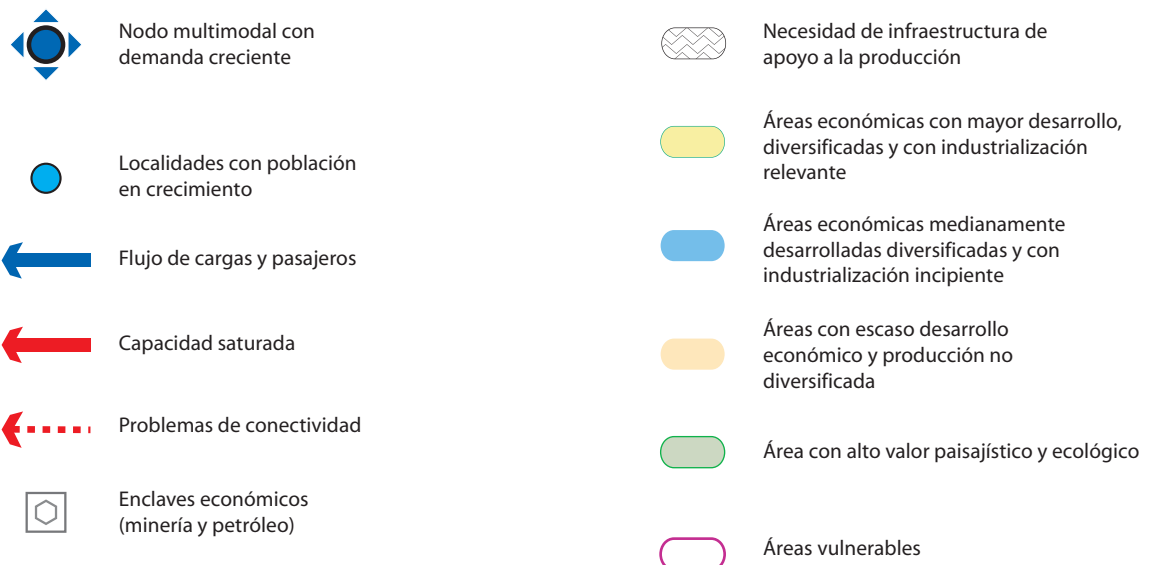 Nodo multimodal con
demanda creciente
Localidades con población
en crecimiento
Flujo de cargas y pasajeros
Capacidad saturada
Problemas de conectividad
Enclaves económicos
(minería y petróleo)
Necesidad de infraestructura de
apoyo a la producción
Áreas económicas con mayor desarrollo,
diversificadas y con industrialización
relevante
Áreas económicas medianamente
desarrolladas diversificadas y con
industrialización incipiente
Áreas con escaso desarrollo
económico y producción no
diversificada
Área con alto valor paisajístico y ecológico
Áreas vulnerables